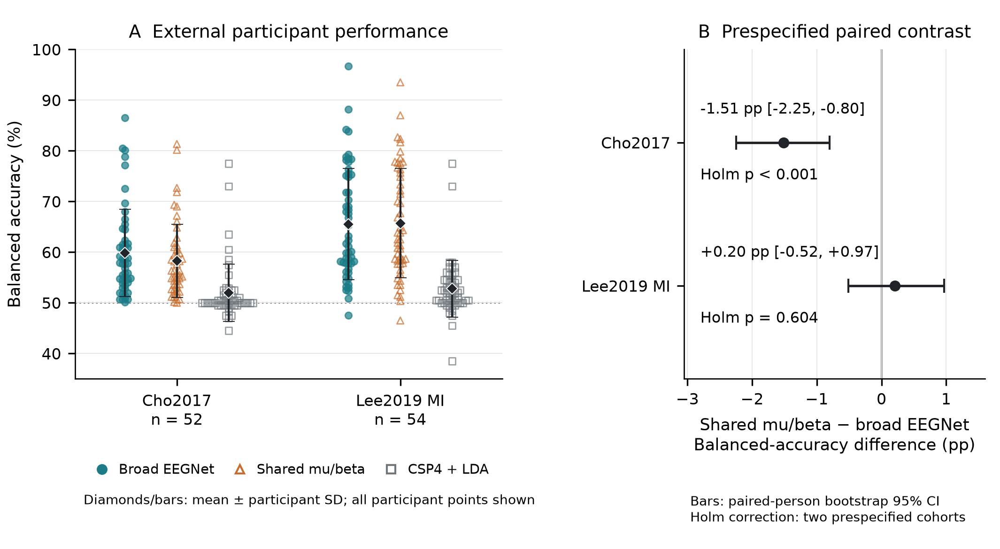 A  External participant performance
Balanced accuracy (%)
100
90
80
70
60
50
40
Cho2017
n = 52
Lee2019 MI
n = 54
Broad EEGNet
Shared mu/beta
CSP4 + LDA
Diamonds/bars: mean ± participant SD; all participant points shown
B  Prespecified paired contrast
Cho2017
-1.51 pp [-2.25, -0.80]
Holm p < 0.001
Lee2019 MI
+0.20 pp [-0.52, +0.97]
Holm p = 0.604
−3
−2
−1
0
1
Shared mu/beta − broad EEGNet
Balanced-accuracy difference (pp)
Bars: paired-person bootstrap 95% CI
Holm correction: two prespecified cohorts